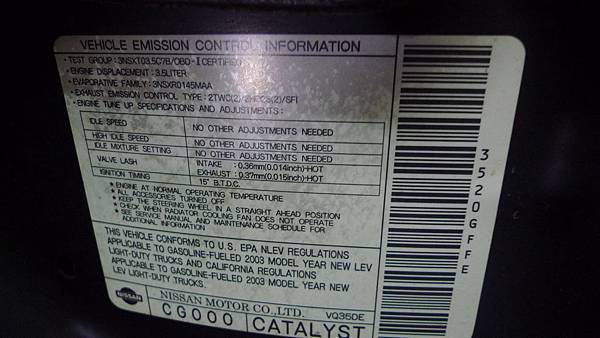 VEHICLE EMISSION CONTROL INFORMATION
• TEST GROUP : 3NSXT03.5C7B/OBD-Ⅰ CERTIFIED
• ENGINE DISPLACEMENT : 3.5LITER
• EVAPORATIVE FAMILY : 3NSXR0145MAA
• EXHAUST EMISSION CONTROL TYPE : 2TWC(2)/2HO2S(2)/SFI
• ENGINE TUNE UP SPECIFICATIONS AND ADJUSTMENTS :
IDLE SPEED NO OTHER ADJUSTMENTS NEEDED
HIGH IDLE SPEED NO OTHER ADJUSTMENTS NEEDED
IDLE MIXTURE SETTING NO OTHER ADJUSTMENTS NEEDED
VALVE LASH INTAKE : 0.36mm(0.014inch)-HOT
EXHAUST : 0.37mm(0.015inch)-HOT
IGNITION TIMING 15° B.T.D.C.
★ ENGINE AT NORMAL OPERATING TEMPERATURE
★ ALL ACCESSORIES TURNED OFF
★ KEEP THE STEERING WHEEL IN A STRAIGHT AHEAD POSITION
★ CHECK WHEN RADIATOR COOLING FAN DOES NOT OPERATE
★ SEE SERVICE MANUAL AND MAINTENANCE SCHEDULE FOR
ADDITIONAL INFORMATION
THIS VEHICLE CONFORMS TO U.S. EPA NLEV REGULATIONS
APPLICABLE TO GASOLINE-FUELED 2003 MODEL YEAR NEW LEV
LIGHT-DUTY TRUCKS AND CALIFORNIA REGULATIONS
APPLICABLE TO GASOLINE-FUELED 2003 MODEL YEAR NEW
LEV LIGHT-DUTY TRUCKS.
NISSAN
NISSAN MOTOR CO.,LTD. VQ35DE
CG000 CATALYST
3520GFFE